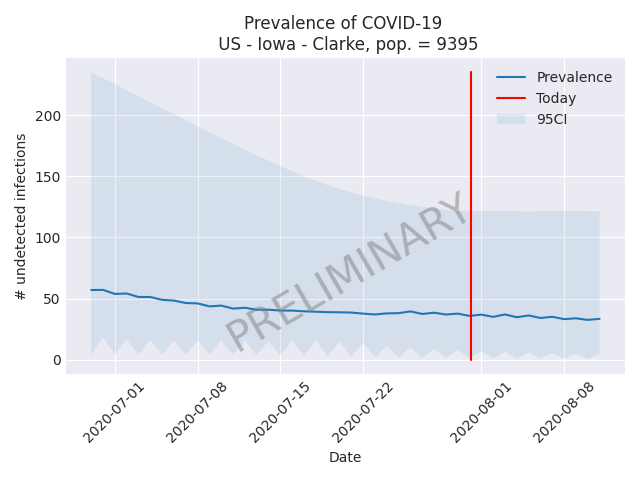 Prevalence of COVID-19
US - Iowa - Clarke, pop. = 9395
Prevalence
Today
95CI
PRELIMINARY
# undetected infections
200
150
100
50
0
2020-07-01
2020-07-08
2020-07-15
2020-07-22
2020-08-01
2020-08-08
Date